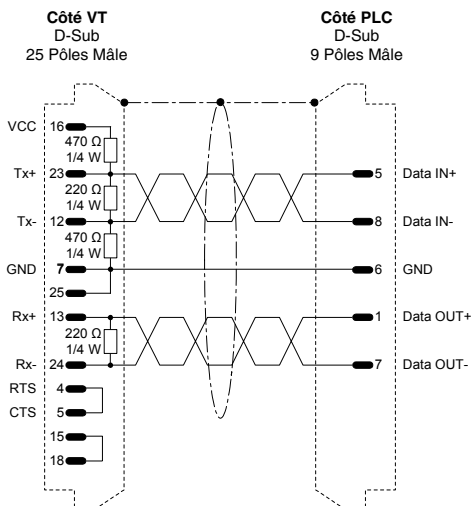 Côté VT
D-Sub
25 Pôles Mâle
Côté PLC
D-Sub
9 Pôles Mâle
VCC 16
470 Ω
1/4 W
Tx+ 23
5 Data IN+
220 Ω
1/4 W
Tx- 12
8 Data IN-
470 Ω
1/4 W
GND 7
6 GND
25
Rx+ 13
1 Data OUT+
220 Ω
1/4 W
Rx- 24
7 Data OUT-
RTS 4
CTS 5
15
18